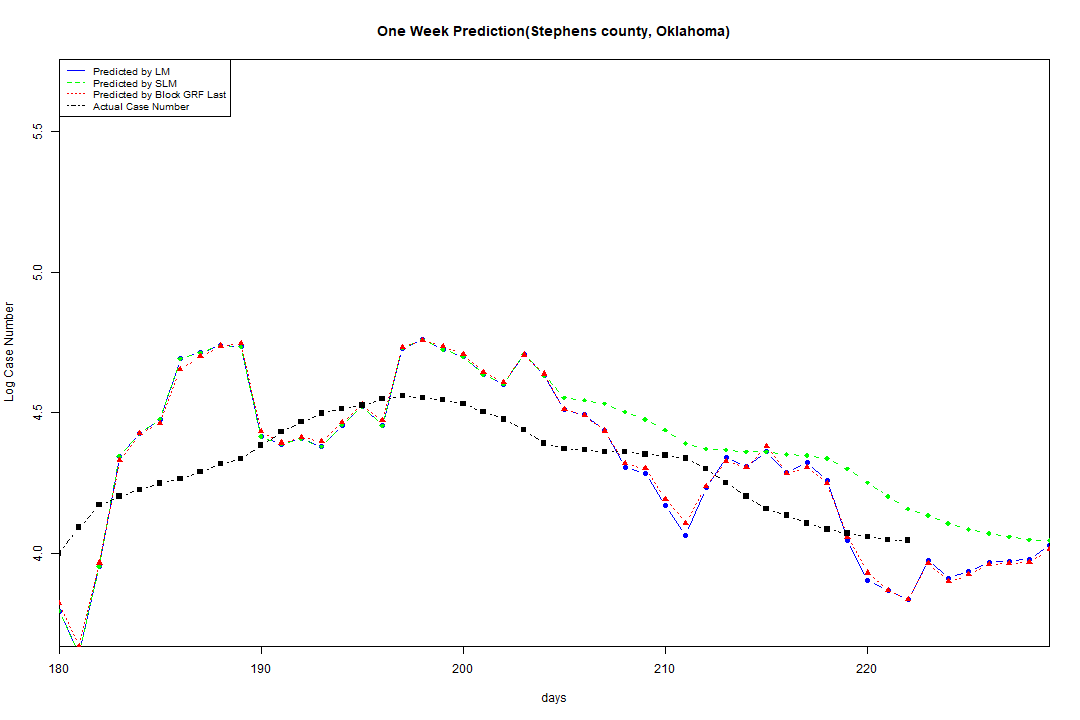 One Week Prediction(Stephens county, Oklahoma)
Predicted by LM
Predicted by SLM
Predicted by Block GRF Last
Actual Case Number
5.5
5.0
4.5
4.0
Log Case Number
180 190 200 210 220
days